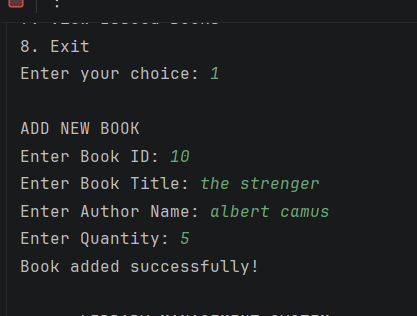 8. Exit
Enter your choice: 1
ADD NEW BOOK
Enter Book ID: 10
Enter Book Title: the strenger
Enter Author Name: albert camus
Enter Quantity: 5
Book added successfully!